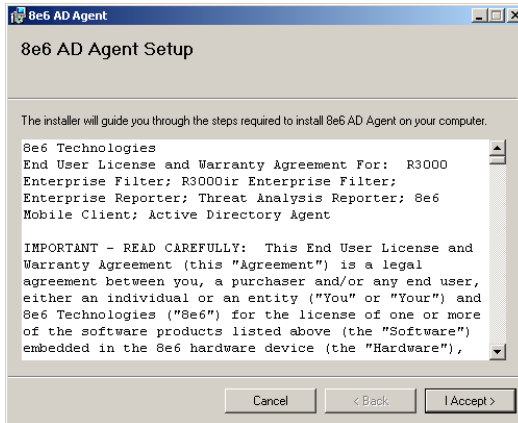 8e6 AD Agent
8e6 AD Agent Setup
The installer will guide you through the steps required to install 8e6 AD Agent on your computer.
8e6 Technologies
End User License and Warranty Agreement For:  R3000
Enterprise Filter; R3000ir Enterprise Filter;
Enterprise Reporter; Threat Analysis Reporter; 8e6
Mobile Client; Active Directory Agent
IMPORTANT - READ CAREFULLY:  This End User License and
Warranty Agreement (this "Agreement") is a legal
agreement between you, a purchaser and/or any end user,
either an individual or an entity ("You" or "Your") and
8e6 Technologies ("8e6") for the license of one or more
of the software products listed above (the "Software")
embedded in the 8e6 hardware device (the "Hardware"),
Cancel
< Back
I Accept >